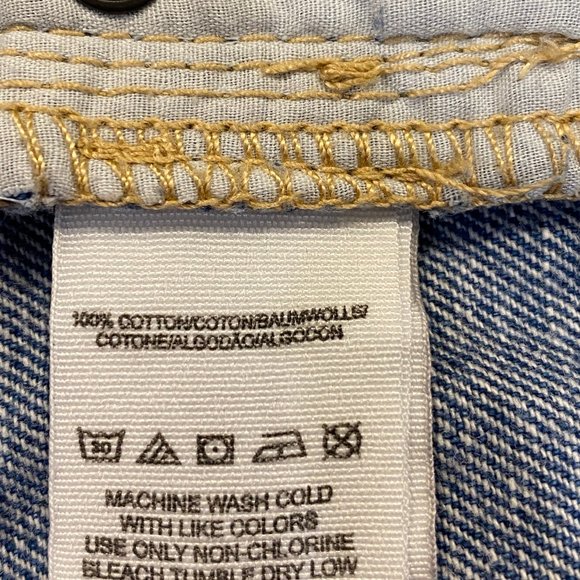 100% COTTON/COTON/BAUMWOLLE/
COTONE/ALGODÃO/ALGODON
30
MACHINE WASH COLD
WITH LIKE COLORS
USE ONLY NON-CHLORINE
BLEACH TUMBLE DRY LOW